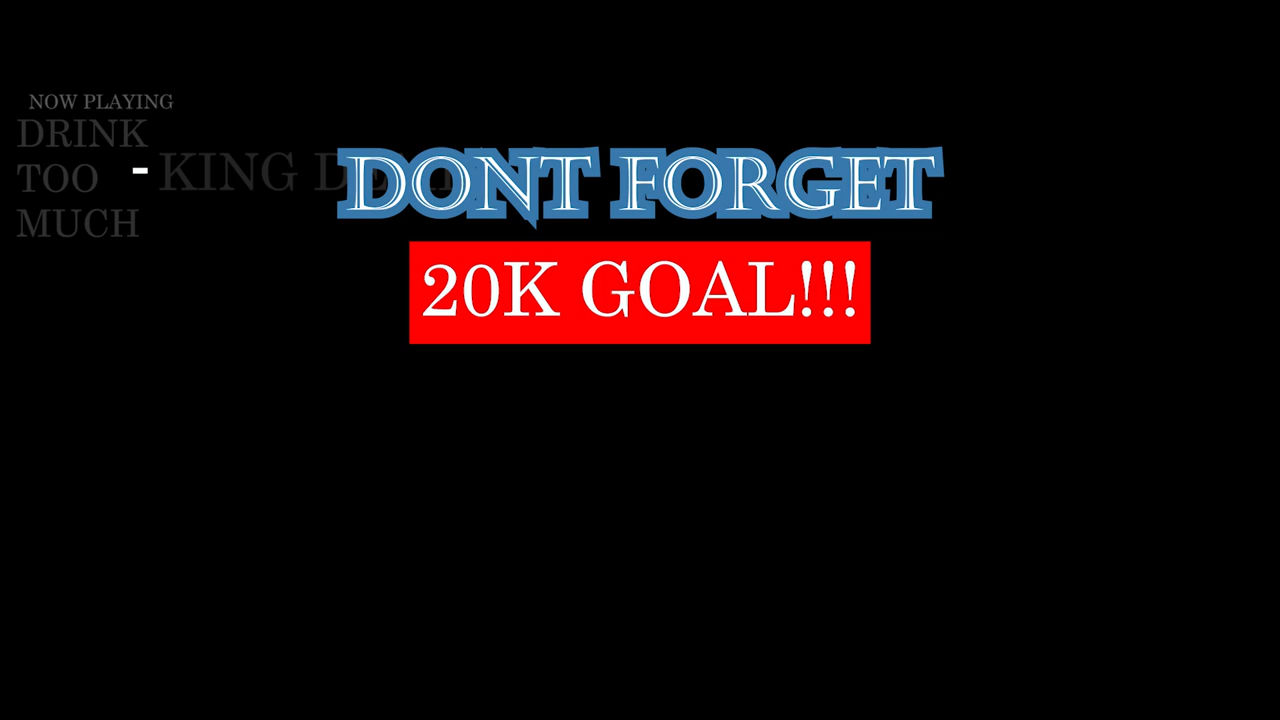 NOW PLAYING
DRINK
TOO
MUCH
- KING
DONT FORGET
20K GOAL!!!